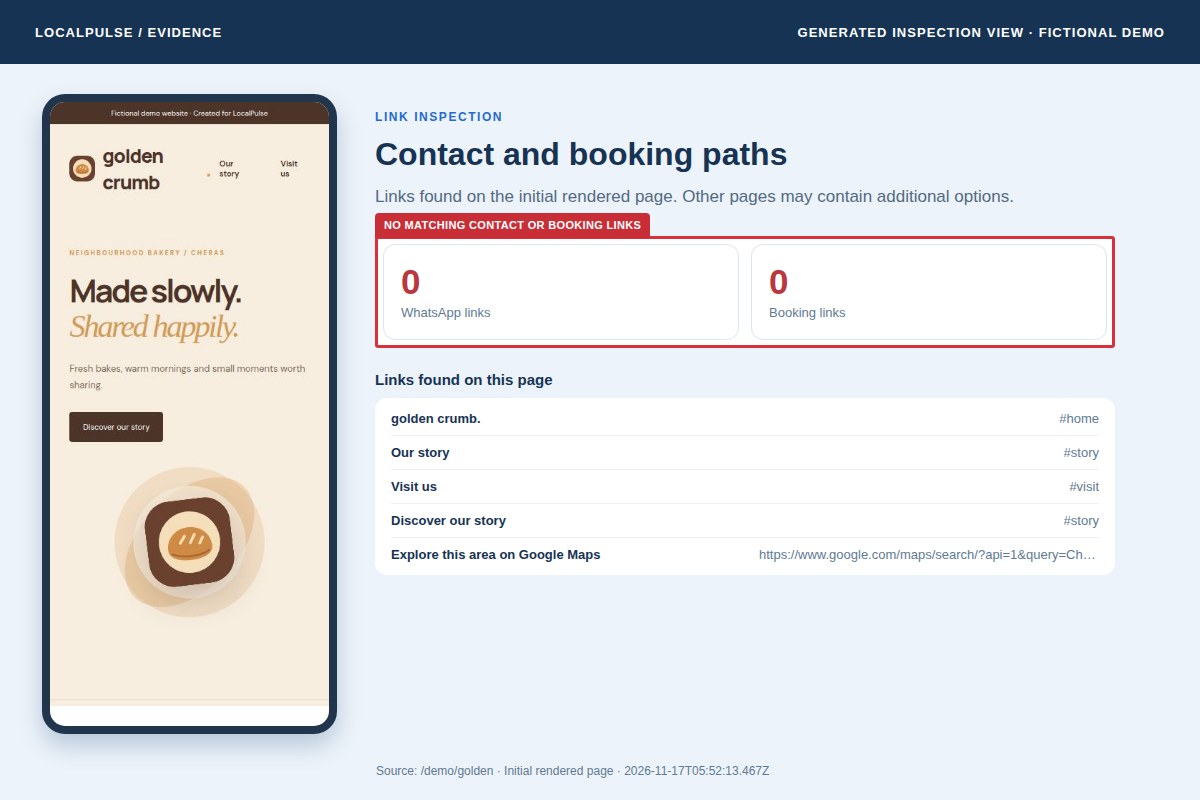 LOCALPULSE / EVIDENCE
GENERATED INSPECTION VIEW · FICTIONAL DEMO
Fictional demo website · Created for LocalPulse
golden
crumb
Our
story
Visit
us
NEIGHBOURHOOD BAKERY / CHERAS
Made slowly.
Shared happily.
Fresh bakes, warm mornings and small moments worth
sharing.
Discover our story
LINK INSPECTION
Contact and booking paths
Links found on the initial rendered page. Other pages may contain additional options.
NO MATCHING CONTACT OR BOOKING LINKS
0
WhatsApp links
0
Booking links
Links found on this page
golden crumb. #home
Our story #story
Visit us #visit
Discover our story #story
Explore this area on Google Maps https://www.google.com/maps/search/?api=1&query=Ch…
Source: /demo/golden · Initial rendered page · 2026-11-17T05:52:13.467Z